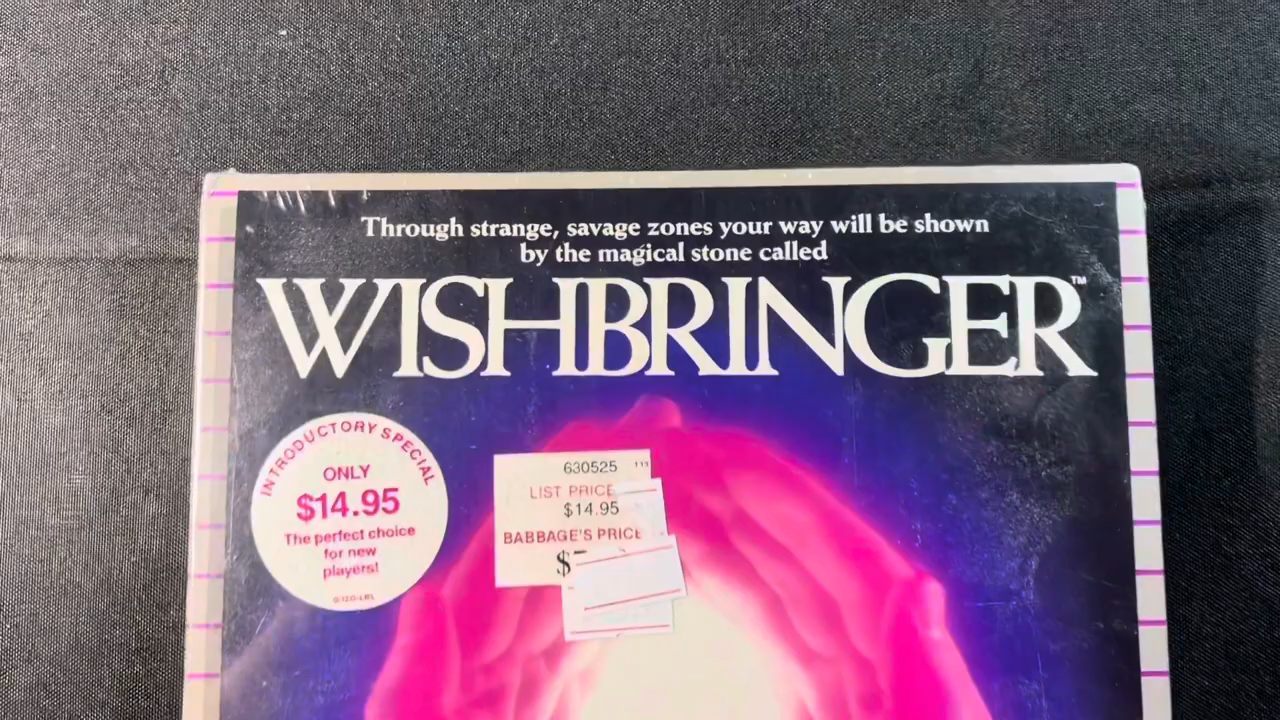 Through strange, savage zones your way will be shown
by the magical stone called
WISHBRINGER™
INTRODUCTORY SPECIAL
ONLY
$14.95
The perfect choice
for new
players!
630525
LIST PRICE
$14.95
BABBAGE'S PRICE
$